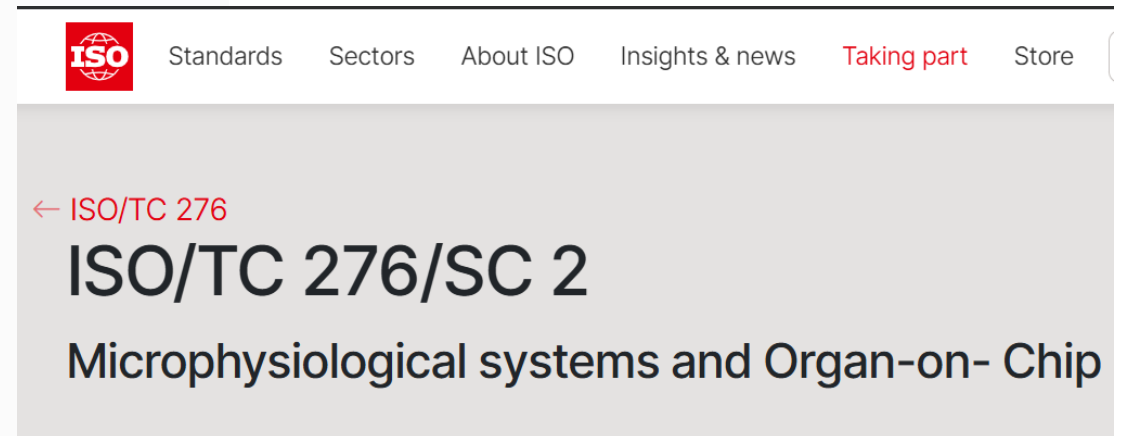 ISO Standards Sectors About ISO Insights & news Taking part Store
← ISO/TC 276
ISO/TC 276/SC 2
Microphysiological systems and Organ-on- Chip